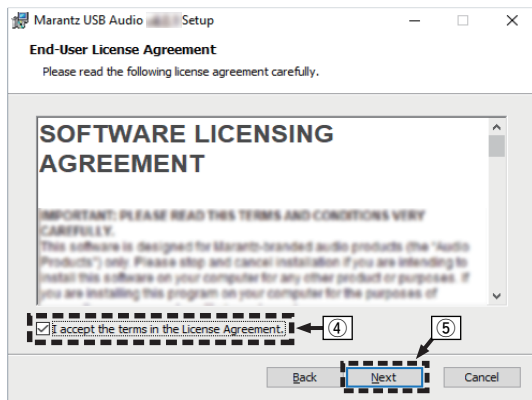 Marantz USB Audio Setup
End-User License Agreement
Please read the following license agreement carefully.
SOFTWARE LICENSING
AGREEMENT
IMPORTANT: PLEASE READ THIS TERMS AND CONDITIONS VERY
CAREFULLY.
This software is designed for Marantz-branded audio products (the "Audio
Products") only. Please stop and cancel installation if you are intending to
install this software on your computer for any other product or purposes. If
you are installing this program on your computer for the purposes of
I accept the terms in the License Agreement. ④
⑤
Back Next Cancel